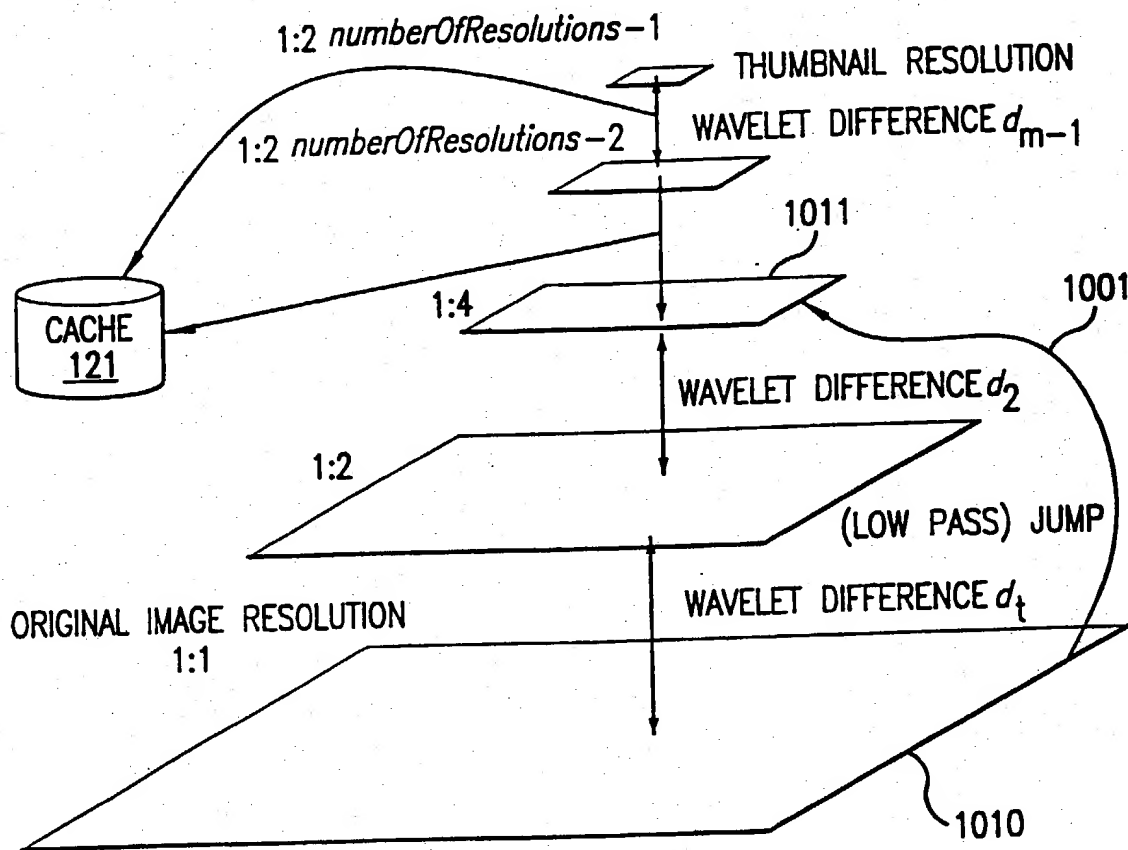 1:2 numberOfResolutions-1
THUMBNAIL RESOLUTION
1:2 numberOfResolutions-2
WAVELET DIFFERENCE dm-1
1011
1001
1:4
CACHE
121
WAVELET DIFFERENCE d2
1:2
(LOW PASS) JUMP
WAVELET DIFFERENCE dt
ORIGINAL IMAGE RESOLUTION
1:1
1010